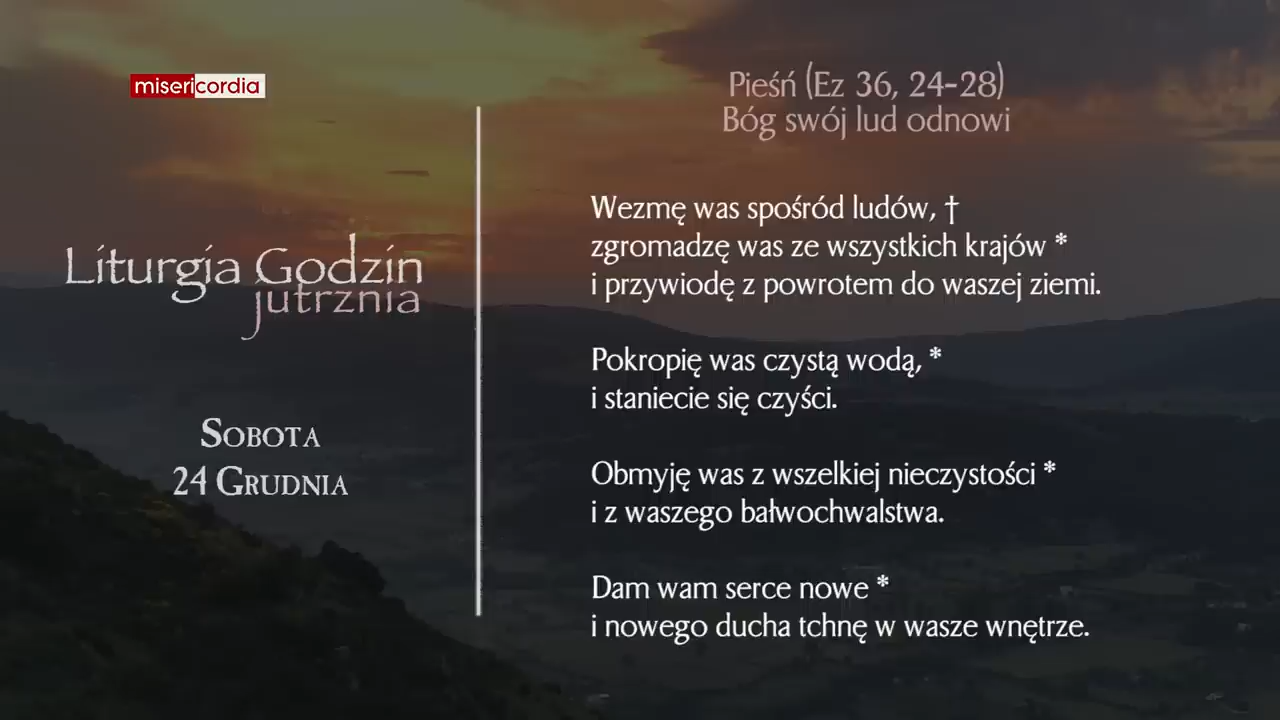 misericordia
Liturgia Godzin
jutrznia
Sobota
24 Grudnia
Pieśń (Ez 36, 24-28)
Bóg swój lud odnowi
Wezmę was spośród ludów, †
zgromadzę was ze wszystkich krajów *
i przywiodę z powrotem do waszej ziemi.
Pokropię was czystą wodą, *
i staniecie się czyści.
Obmyję was z wszelkiej nieczystości *
i z waszego bałwochwalstwa.
Dam wam serce nowe *
i nowego ducha tchnę w wasze wnętrze.